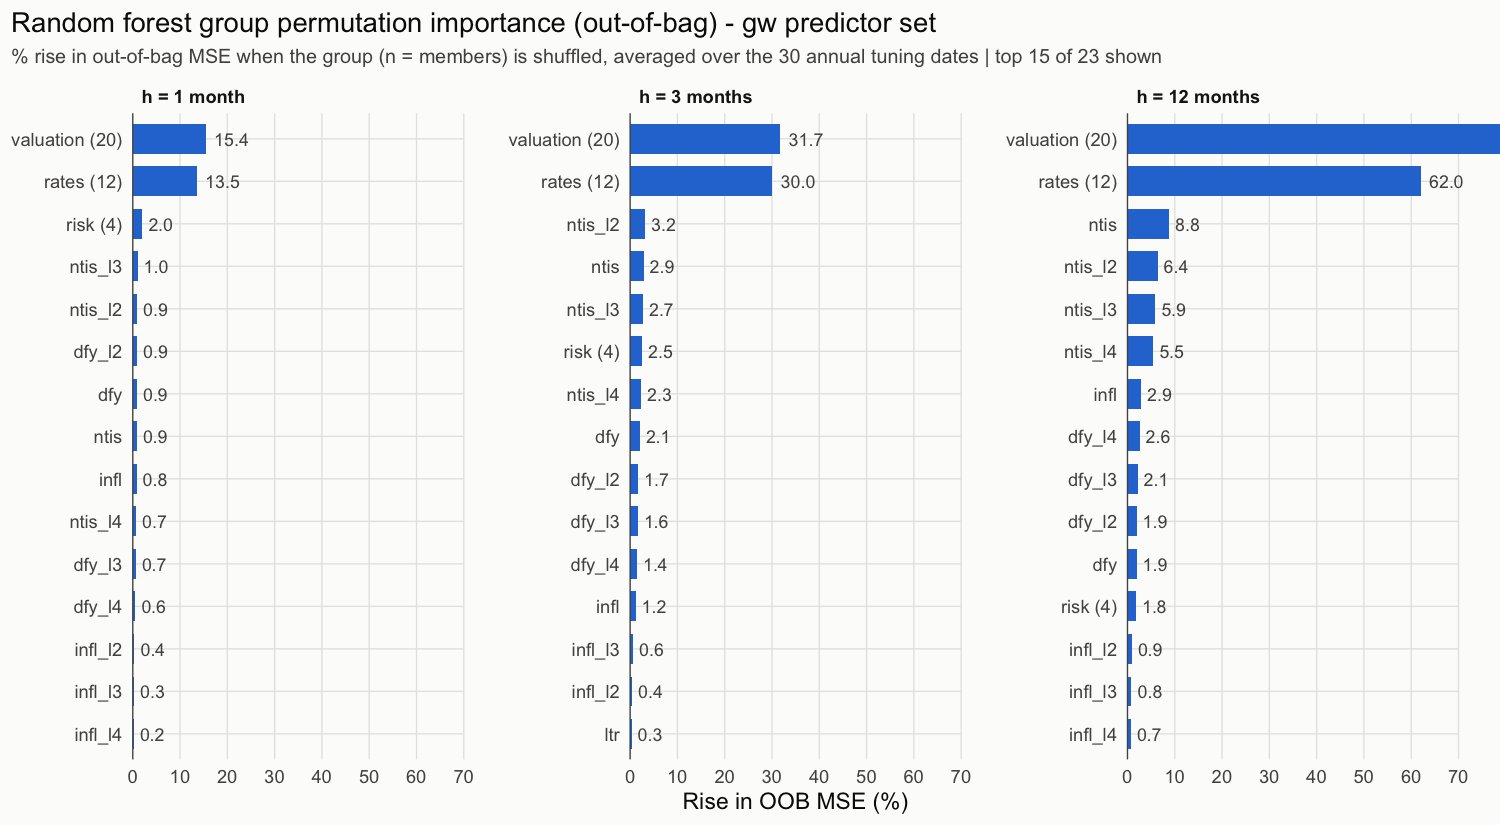 Random forest group permutation importance (out-of-bag) - gw predictor set
% rise in out-of-bag MSE when the group (n = members) is shuffled, averaged over the 30 annual tuning dates | top 15 of 23 shown
h = 1 month
valuation (20) 15.4
rates (12) 13.5
risk (4) 2.0
ntis_l3 1.0
ntis_l2 0.9
dfy_l2 0.9
dfy 0.9
ntis 0.9
infl 0.8
ntis_l4 0.7
dfy_l3 0.7
dfy_l4 0.6
infl_l2 0.4
infl_l3 0.3
infl_l4 0.2
0 10 20 30 40 50 60 70
h = 3 months
valuation (20) 31.7
rates (12) 30.0
ntis_l2 3.2
ntis 2.9
ntis_l3 2.7
risk (4) 2.5
ntis_l4 2.3
dfy 2.1
dfy_l2 1.7
dfy_l3 1.6
dfy_l4 1.4
infl 1.2
infl_l3 0.6
infl_l2 0.4
ltr 0.3
0 10 20 30 40 50 60 70
h = 12 months
valuation (20)
rates (12) 62.0
ntis 8.8
ntis_l2 6.4
ntis_l3 5.9
ntis_l4 5.5
infl 2.9
dfy_l4 2.6
dfy_l3 2.1
dfy_l2 1.9
dfy 1.9
risk (4) 1.8
infl_l2 0.9
infl_l3 0.8
infl_l4 0.7
0 10 20 30 40 50 60 70
Rise in OOB MSE (%)